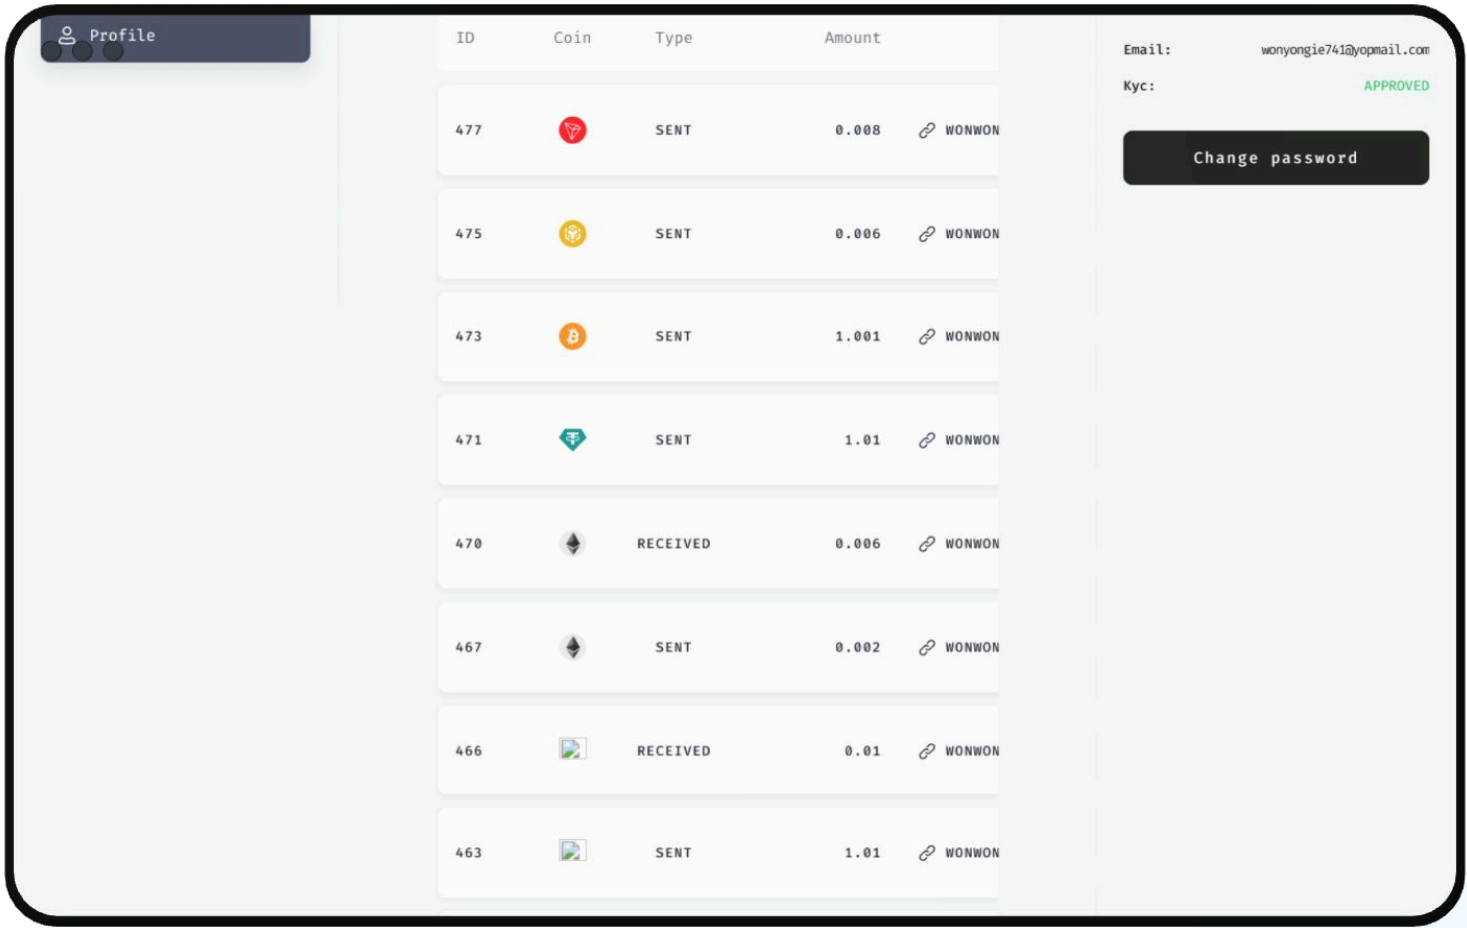 Profile
ID Coin Type Amount
477 SENT 0.008 WONWON
475 SENT 0.006 WONWON
473 SENT 1.001 WONWON
471 SENT 1.01 WONWON
470 RECEIVED 0.006 WONWON
467 SENT 0.002 WONWON
466 RECEIVED 0.01 WONWON
463 SENT 1.01 WONWON
Email: wonyongie741@yopmail.com
Kyc: APPROVED
Change password